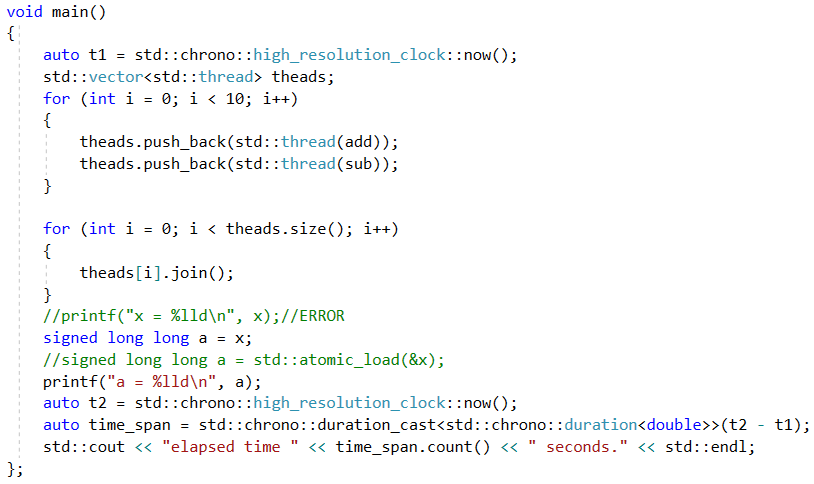 void main()
{
    auto t1 = std::chrono::high_resolution_clock::now();
    std::vector<std::thread> theads;
    for (int i = 0; i < 10; i++)
    {
        theads.push_back(std::thread(add));
        theads.push_back(std::thread(sub));
    }

    for (int i = 0; i < theads.size(); i++)
    {
        theads[i].join();
    }
    //printf("x = %lld\n", x);//ERROR
    signed long long a = x;
    //signed long long a = std::atomic_load(&x);
    printf("a = %lld\n", a);
    auto t2 = std::chrono::high_resolution_clock::now();
    auto time_span = std::chrono::duration_cast<std::chrono::duration<double>>(t2 - t1);
    std::cout << "elapsed time " << time_span.count() << " seconds." << std::endl;
};